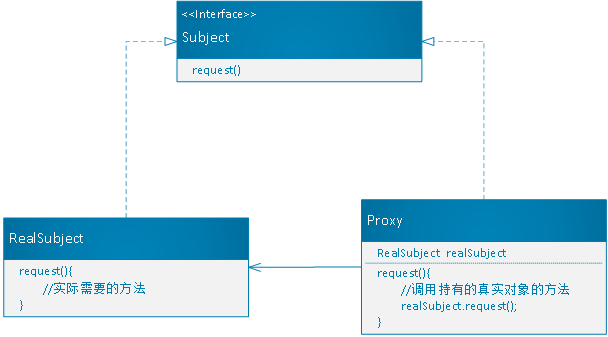 <<Interface>>
Subject
request()
RealSubject
request(){
//实际需要的方法
}
Proxy
RealSubject realSubject
request(){
//调用持有的真实对象的方法
realSubject.request();
}